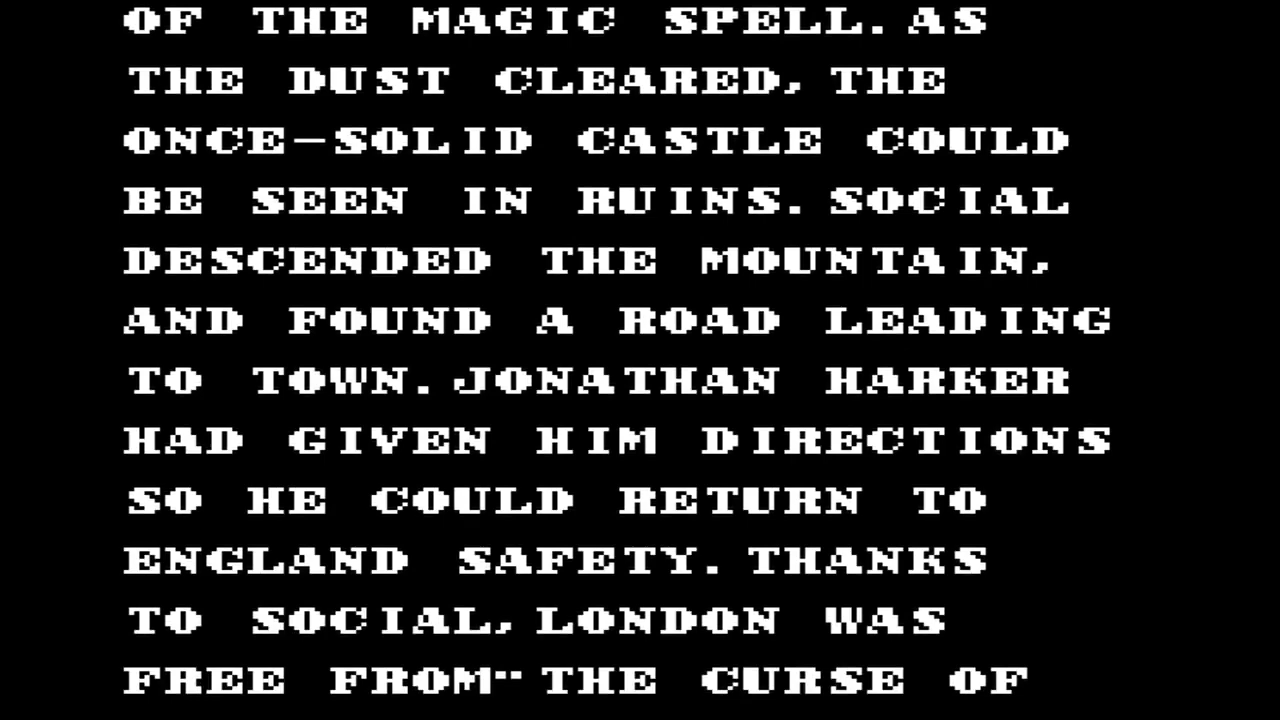 OF THE MAGIC SPELL. AS
THE DUST CLEARED, THE
ONCE-SOLID CASTLE COULD
BE SEEN IN RUINS. SOCIAL
DESCENDED THE MOUNTAIN,
AND FOUND A ROAD LEADING
TO TOWN. JONATHAN HARKER
HAD GIVEN HIM DIRECTIONS
SO HE COULD RETURN TO
ENGLAND SAFETY. THANKS
TO SOCIAL, LONDON WAS
FREE FROM" THE CURSE OF